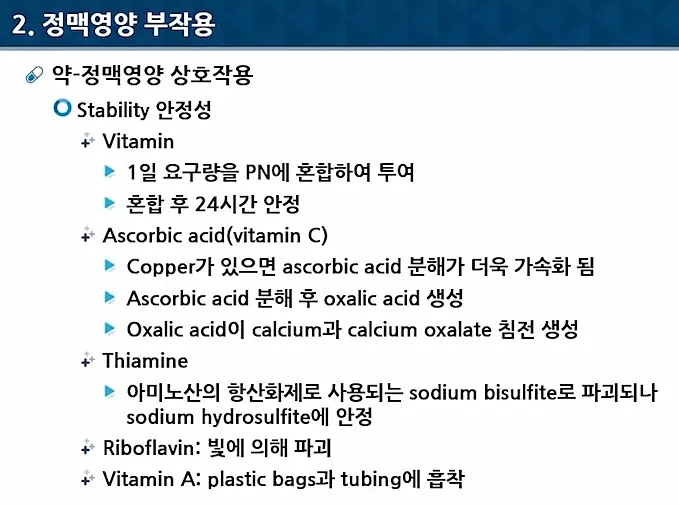 2. 정맥영양 부작용
약-정맥영양 상호작용
Stability 안정성
Vitamin
1일 요구량을 PN에 혼합하여 투여
혼합 후 24시간 안정
Ascorbic acid(vitamin C)
Copper가 있으면 ascorbic acid 분해가 더욱 가속화 됨
Ascorbic acid 분해 후 oxalic acid 생성
Oxalic acid이 calcium과 calcium oxalate 침전 생성
Thiamine
아미노산의 항산화제로 사용되는 sodium bisulfite로 파괴되나
sodium hydrosulfite에 안정
Riboflavin: 빛에 의해 파괴
Vitamin A: plastic bags과 tubing에 흡착